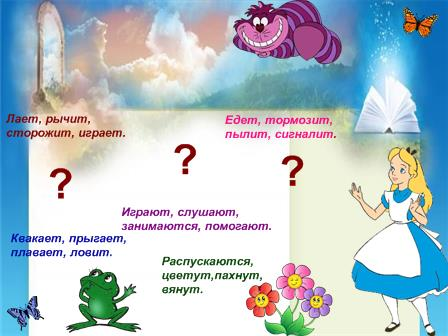 Лает, рычит,
сторожит, играет.
Едет, тормозит,
пылит, сигналит.
?
?
?
Играют, слушают,
занимаются, помогают.
Квакает, прыгает,
плавает, ловит.
Распускаются,
цветут,пахнут,
вянут.